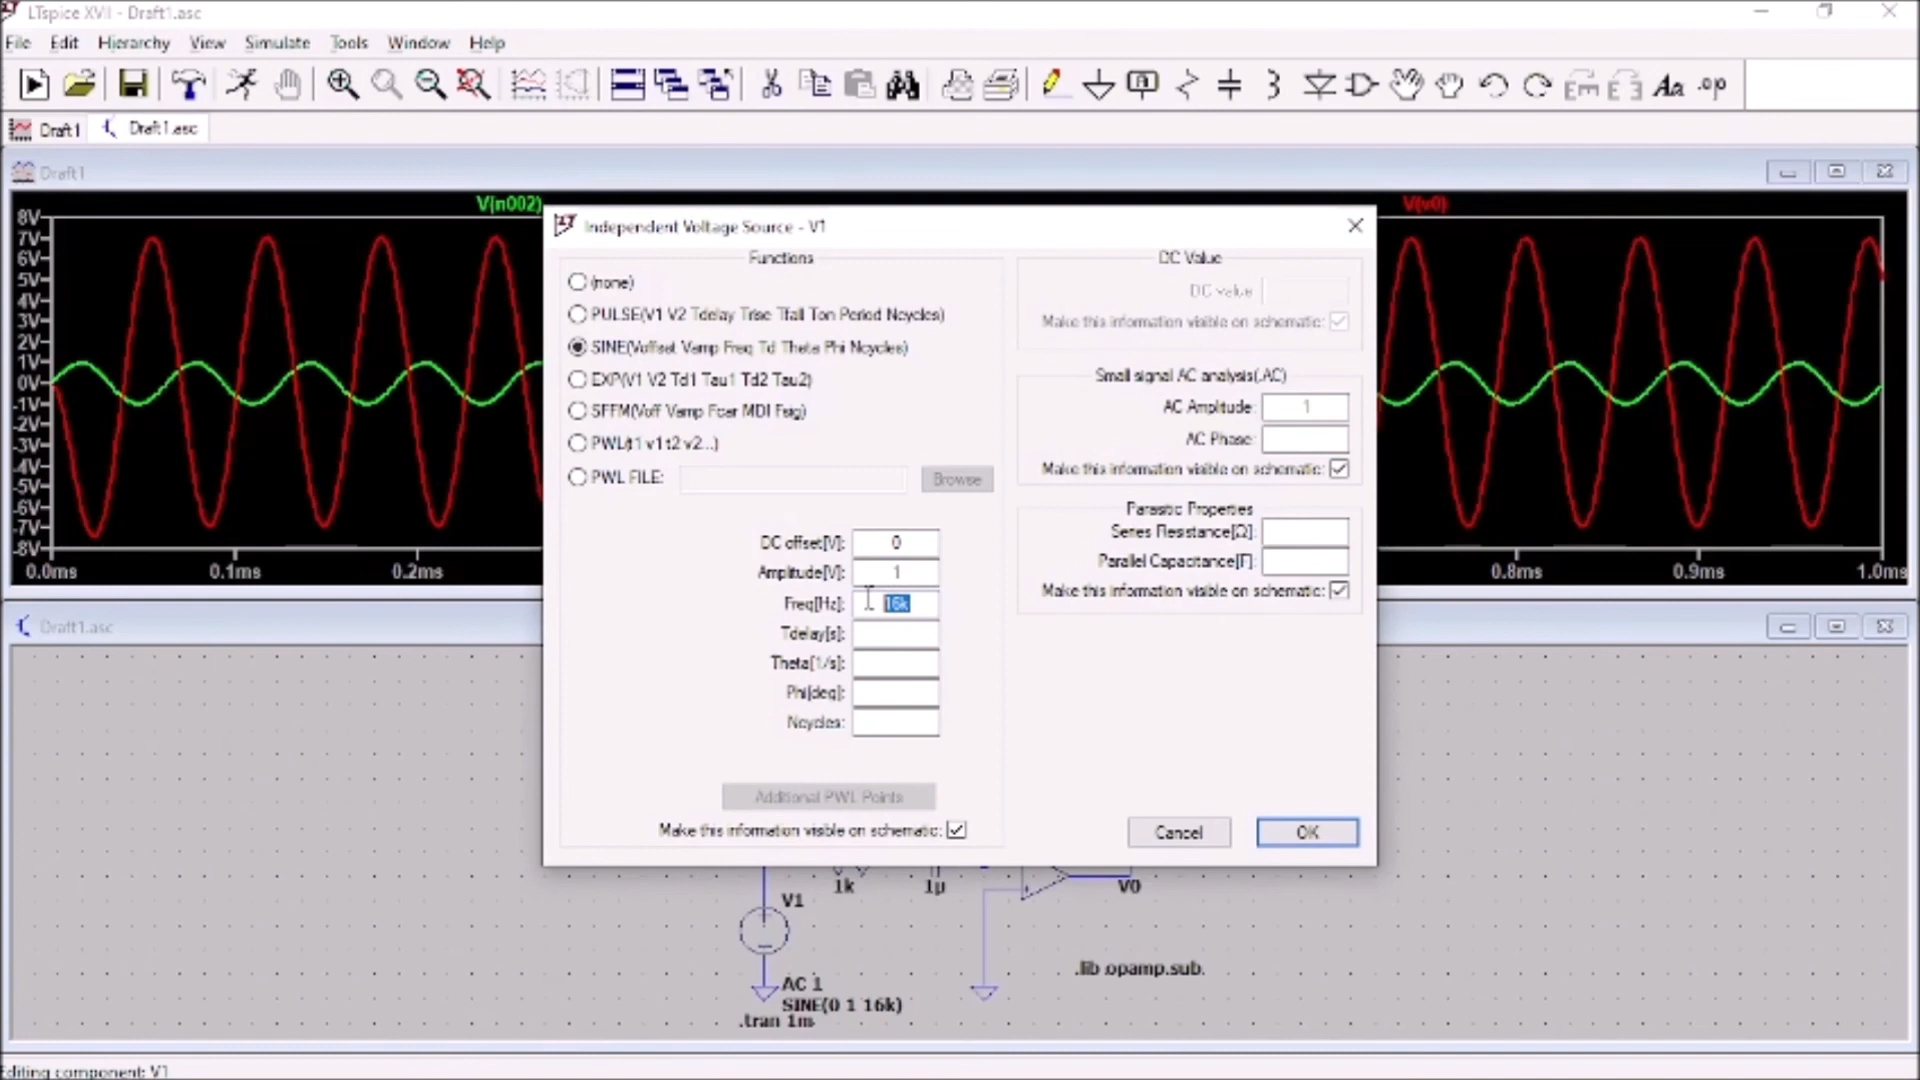 LTspice XVII - Draft1.asc
File Edit Hierarchy View Simulate Tools Window Help
Aa .op
Draft1 Draft1.asc
Draft1
V(n002) V(v0)
8V
7V
6V
5V
4V
3V
2V
1V
0V
-1V
-2V
-3V
-4V
-5V
-6V
-7V
-8V
0.0ms 0.1ms 0.2ms 0.8ms 0.9ms 1.0ms
Independent Voltage Source - V1
Functions
(none)
PULSE(V1 V2 Tdelay Trise Tfall Ton Period Ncycles)
SINE(Voffset Vamp Freq Td Theta Phi Ncycles)
EXP(V1 V2 Td1 Tau1 Td2 Tau2)
SFFM(Voff Vamp Fcar MDI Fsig)
PWL(t1 v1 t2 v2...)
PWL FILE: Browse
DC offset[V]: 0
Amplitude[V]: 1
Freq[Hz]: 16k
Tdelay[s]:
Theta[1/s]:
Phi[deg]:
Ncycles:
Additional PWL Points
Make this information visible on schematic:
DC Value
DC value
Make this information visible on schematic:
Small signal AC analysis(.AC)
AC Amplitude: 1
AC Phase:
Make this information visible on schematic:
Parasitic Properties
Series Resistance[Ω]:
Parallel Capacitance[F]:
Make this information visible on schematic:
Cancel OK
Draft1.asc
1k 1µ V0
V1
.lib opamp.sub
AC 1
SINE(0 1 16k)
.tran 1m
Editing component: V1